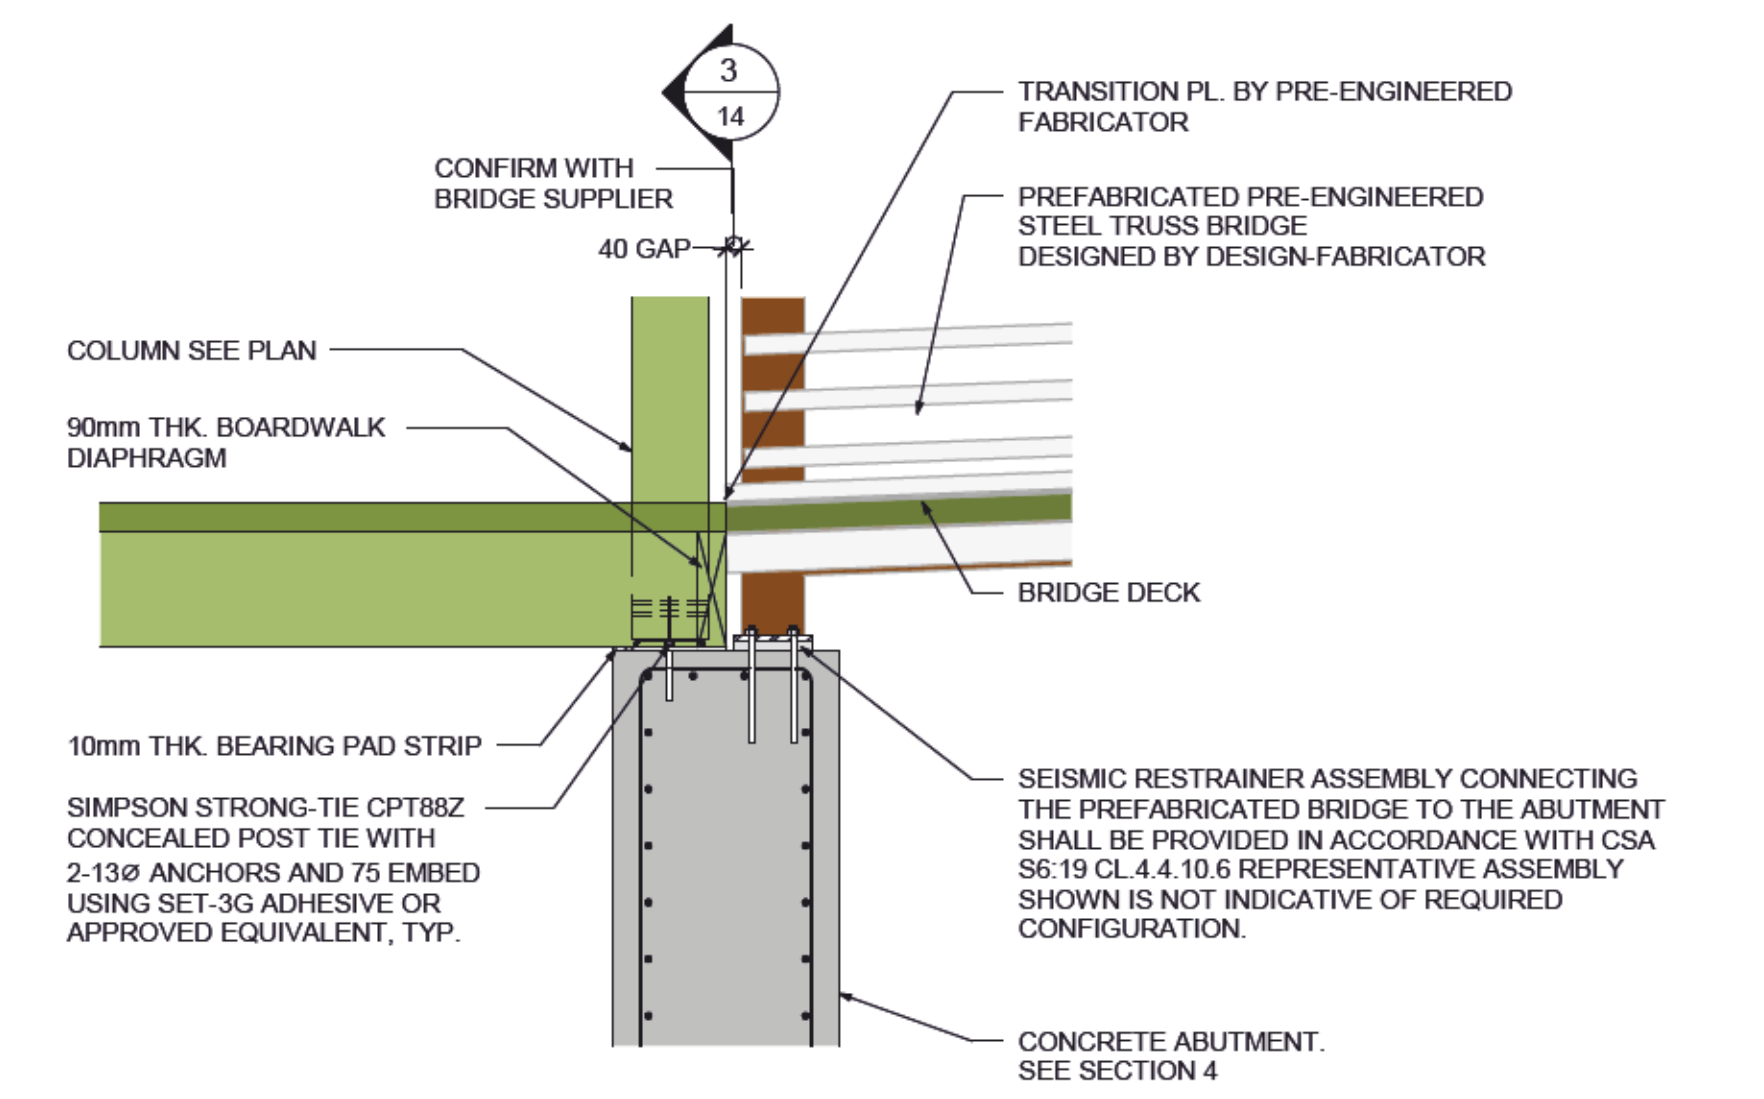 3
14
CONFIRM WITH
BRIDGE SUPPLIER
40 GAP
TRANSITION PL. BY PRE-ENGINEERED
FABRICATOR
PREFABRICATED PRE-ENGINEERED
STEEL TRUSS BRIDGE
DESIGNED BY DESIGN-FABRICATOR
COLUMN SEE PLAN
90mm THK. BOARDWALK
DIAPHRAGM
BRIDGE DECK
10mm THK. BEARING PAD STRIP
SIMPSON STRONG-TIE CPT88Z
CONCEALED POST TIE WITH
2-13Ø ANCHORS AND 75 EMBED
USING SET-3G ADHESIVE OR
APPROVED EQUIVALENT, TYP.
SEISMIC RESTRAINER ASSEMBLY CONNECTING
THE PREFABRICATED BRIDGE TO THE ABUTMENT
SHALL BE PROVIDED IN ACCORDANCE WITH CSA
S6:19 CL.4.4.10.6 REPRESENTATIVE ASSEMBLY
SHOWN IS NOT INDICATIVE OF REQUIRED
CONFIGURATION.
CONCRETE ABUTMENT.
SEE SECTION 4